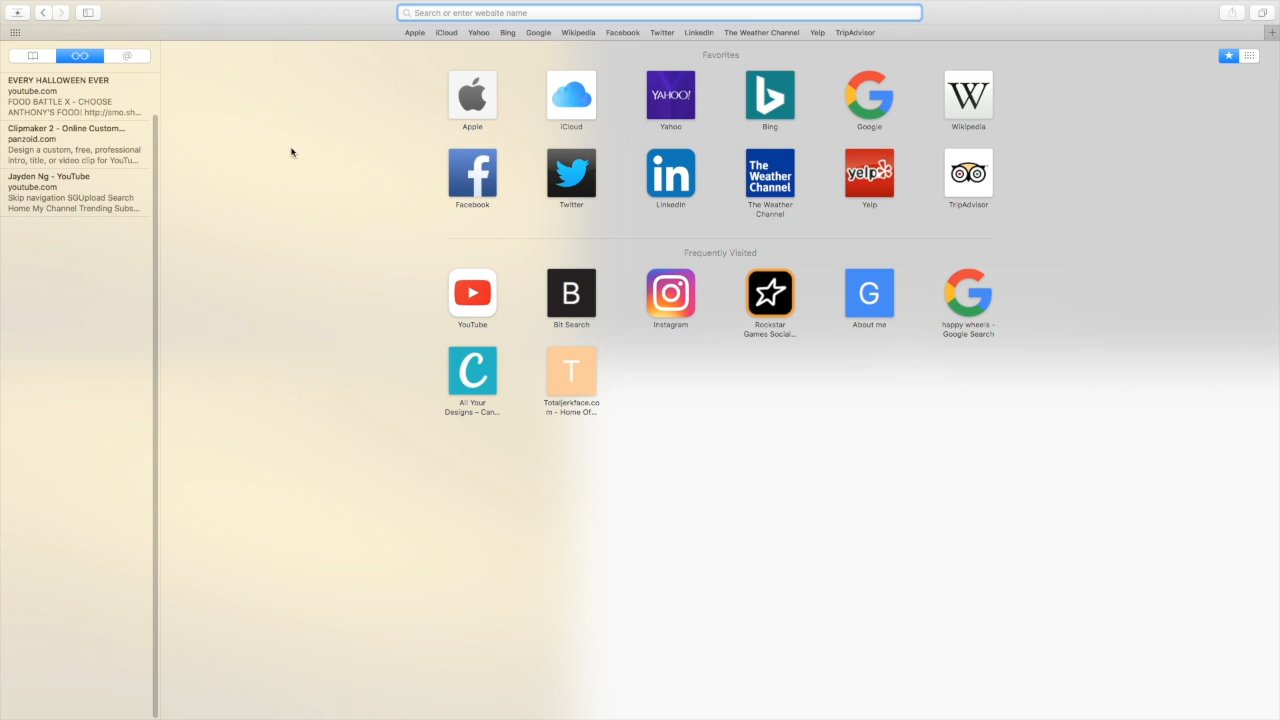 Search or enter website name
Apple iCloud Yahoo Bing Google Wikipedia Facebook Twitter LinkedIn The Weather Channel Yelp TripAdvisor
@
EVERY HALLOWEEN EVER
youtube.com
FOOD BATTLE X - CHOOSE
ANTHONY'S FOOD! http://smo.sh...
Clipmaker 2 - Online Custom...
panzoid.com
Design a custom, free, professional
intro, title, or video clip for YouTu...
Jayden Ng - YouTube
youtube.com
Skip navigation SGUpload Search
Home My Channel Trending Subs...
Favorites
YAHOO!
W
Apple iCloud Yahoo Bing Google Wikipedia
f
in
The
Weather
Channel
yelp
Facebook Twitter LinkedIn The Weather Yelp TripAdvisor
Channel
Frequently Visited
B
G
YouTube Bit Search Instagram Rockstar About me happy wheels -
Games Social... Google Search
C
T
All Your Totaljerkface.co
Designs – Can... m - Home Of...